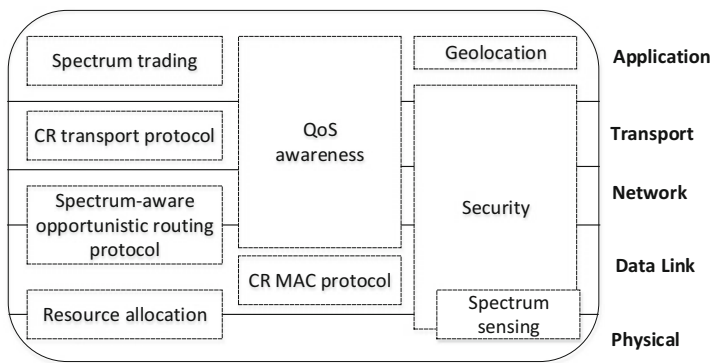 Spectrum trading
CR transport protocol
Spectrum-aware
opportunistic routing
protocol
Resource allocation
QoS
awareness
CR MAC protocol
Geolocation
Security
Spectrum
sensing
Application
Transport
Network
Data Link
Physical